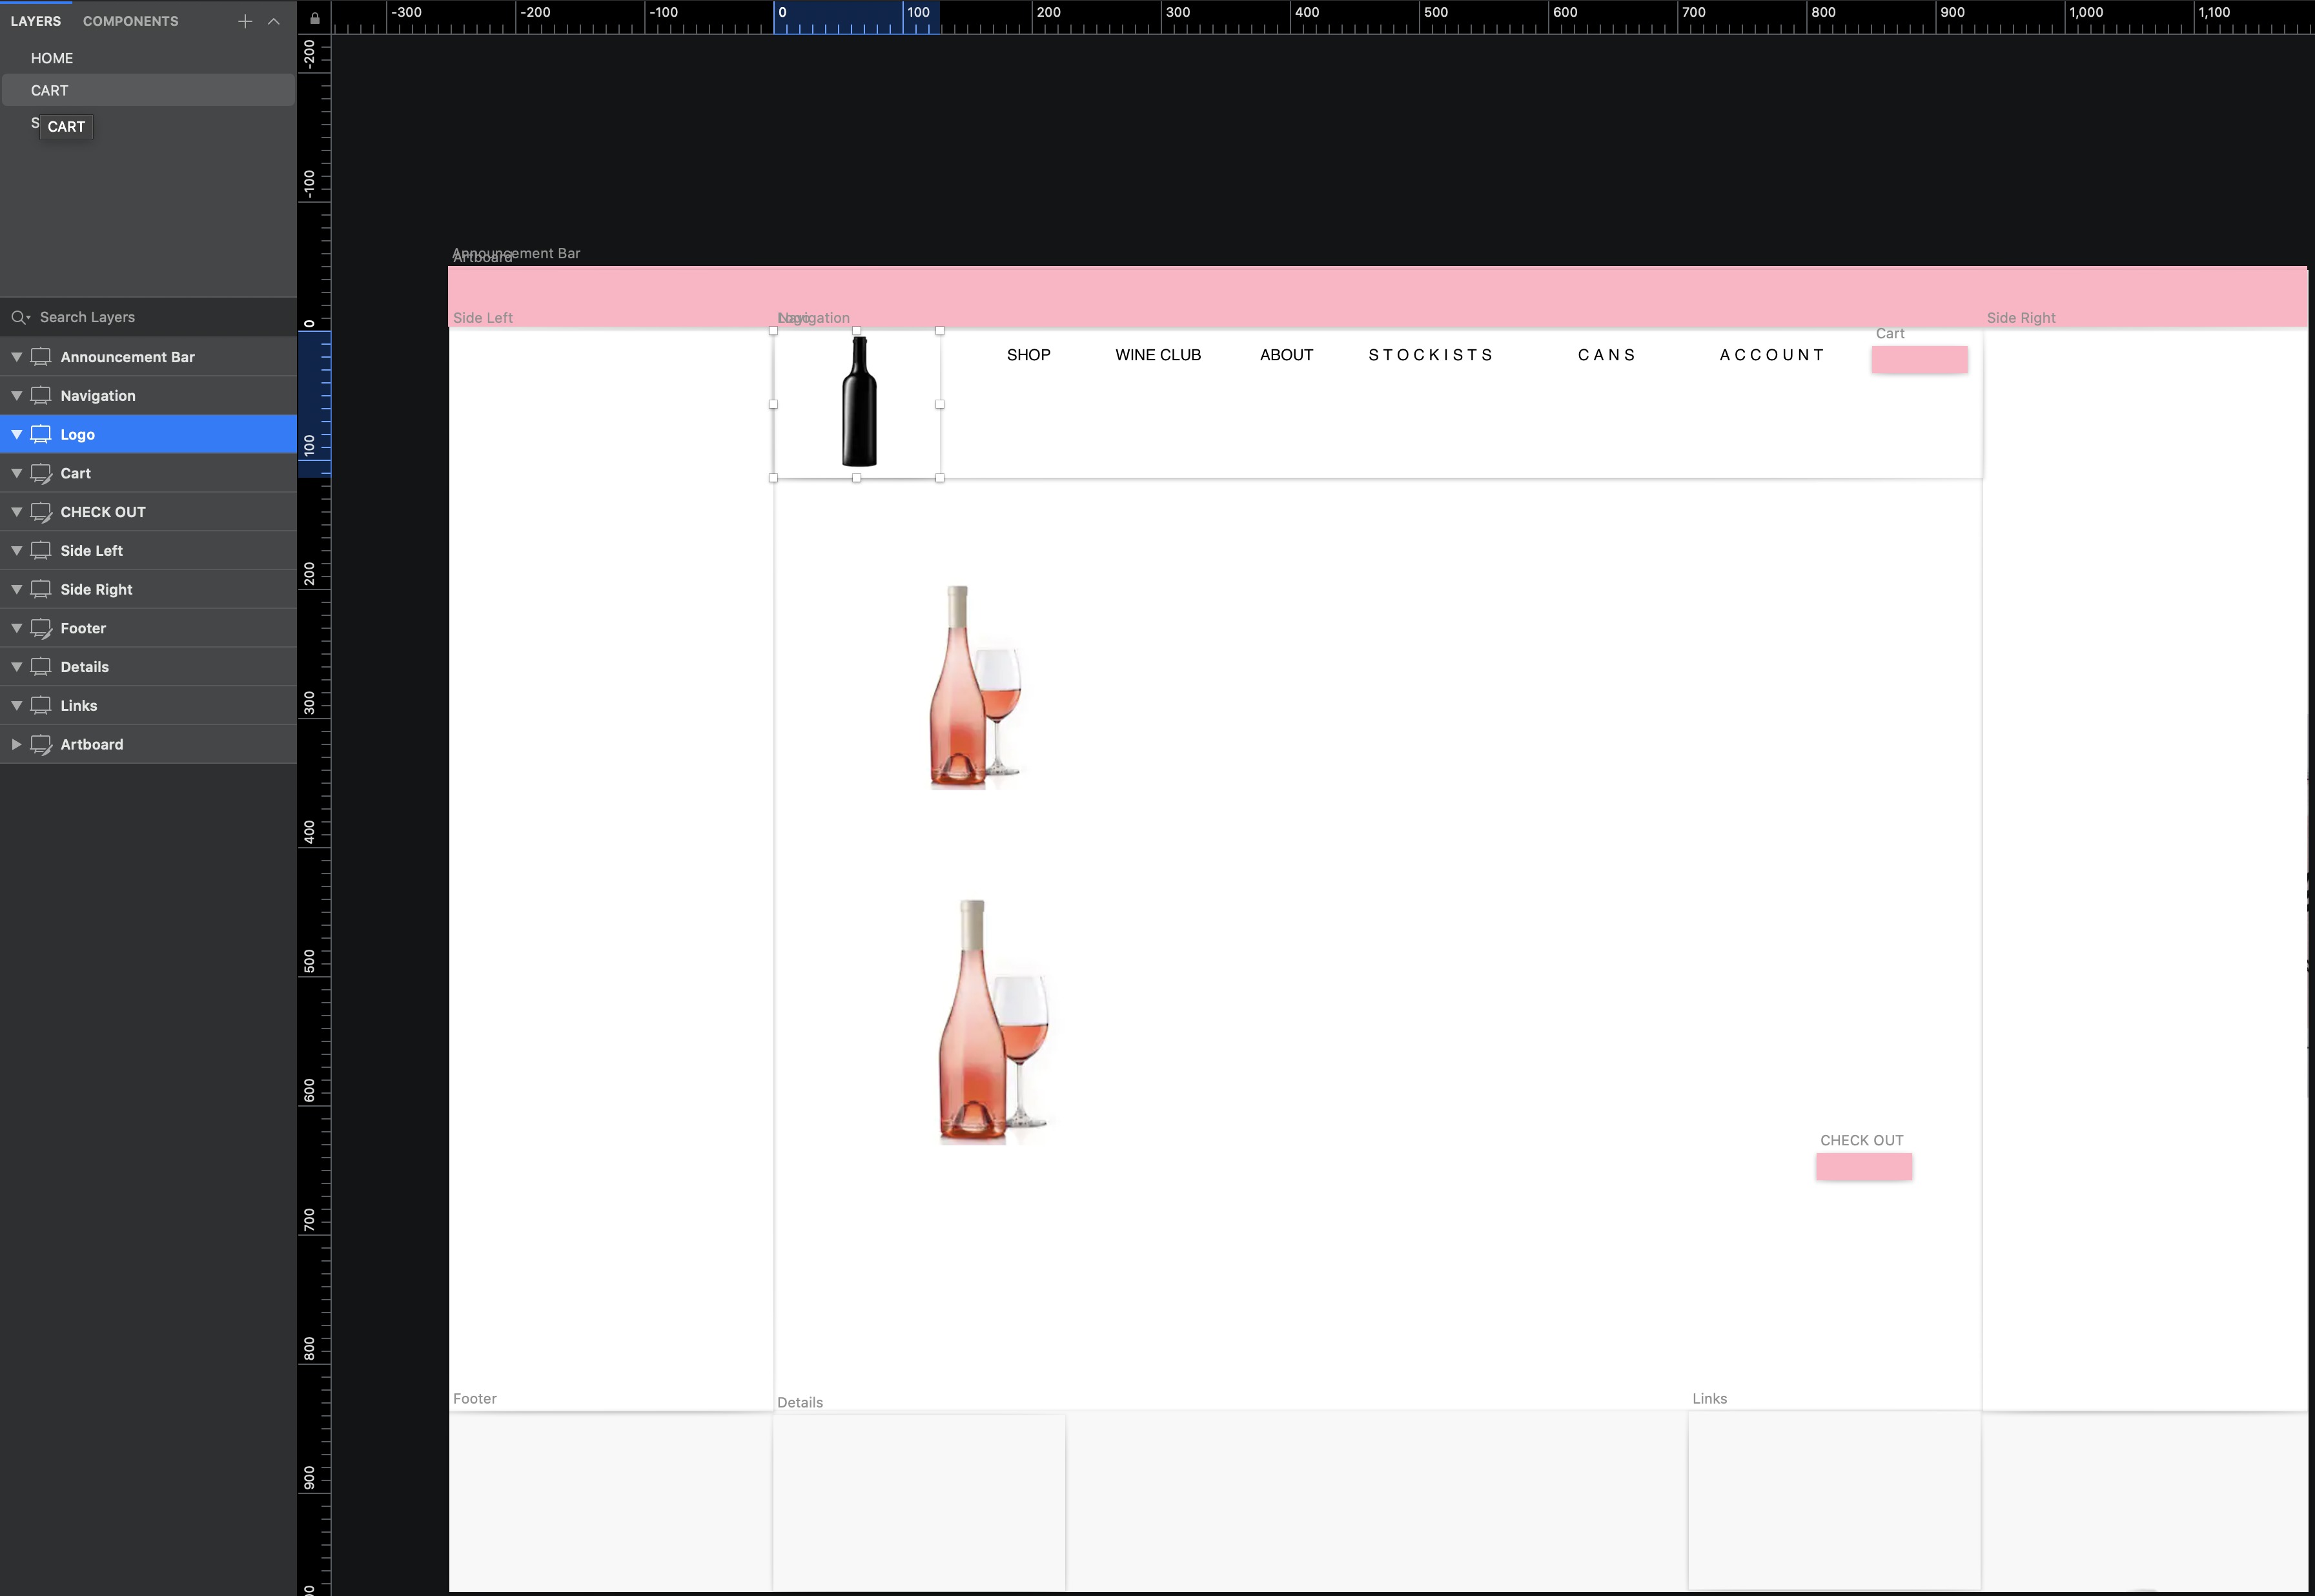 LAYERS COMPONENTS
HOME
CART
S
CART
Search Layers
Announcement Bar
Navigation
Logo
Cart
CHECK OUT
Side Left
Side Right
Footer
Details
Links
Artboard
-300 -200 -100 0 100 200 300 400 500 600 700 800 900 1,000 1,100
-200
-100
0
100
200
300
400
500
600
700
800
900
Announcement Bar
Artboard
Side Left
Logo
Navigation
Side Right
SHOP WINE CLUB ABOUT STOCKISTS CANS ACCOUNT
Cart
CHECK OUT
Footer
Details
Links